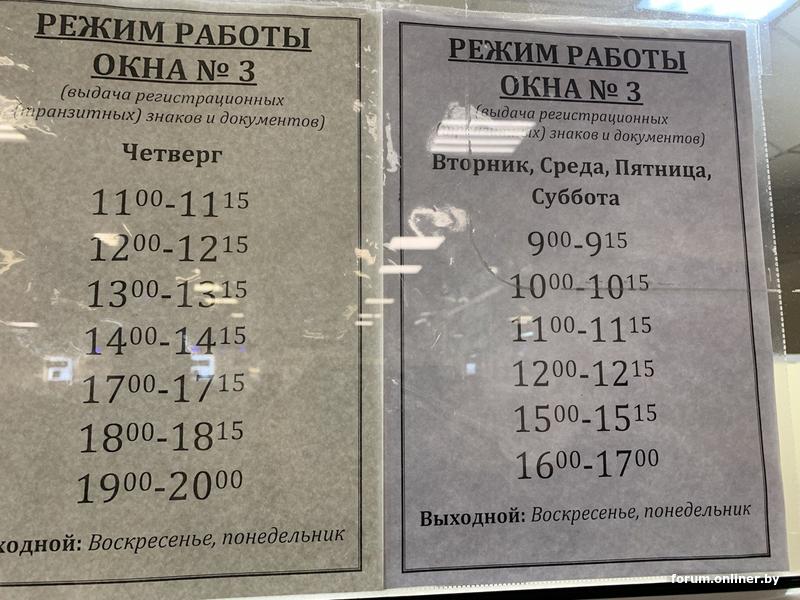 РЕЖИМ РАБОТЫ
ОКНА № 3
(выдача регистрационных
(транзитных) знаков и документов)
Четверг
11⁰⁰-11¹⁵
12⁰⁰-12¹⁵
13⁰⁰-13¹⁵
14⁰⁰-14¹⁵
17⁰⁰-17¹⁵
18⁰⁰-18¹⁵
19⁰⁰-20⁰⁰
ходной: Воскресенье, понедельник
РЕЖИМ РАБОТЫ
ОКНА № 3
(выдача регистрационных
знаков и документов)
Вторник, Среда, Пятница,
Суббота
9⁰⁰-9¹⁵
10⁰⁰-10¹⁵
11⁰⁰-11¹⁵
12⁰⁰-12¹⁵
15⁰⁰-15¹⁵
16⁰⁰-17⁰⁰
Выходной: Воскресенье, понедельник
forum.onliner.by